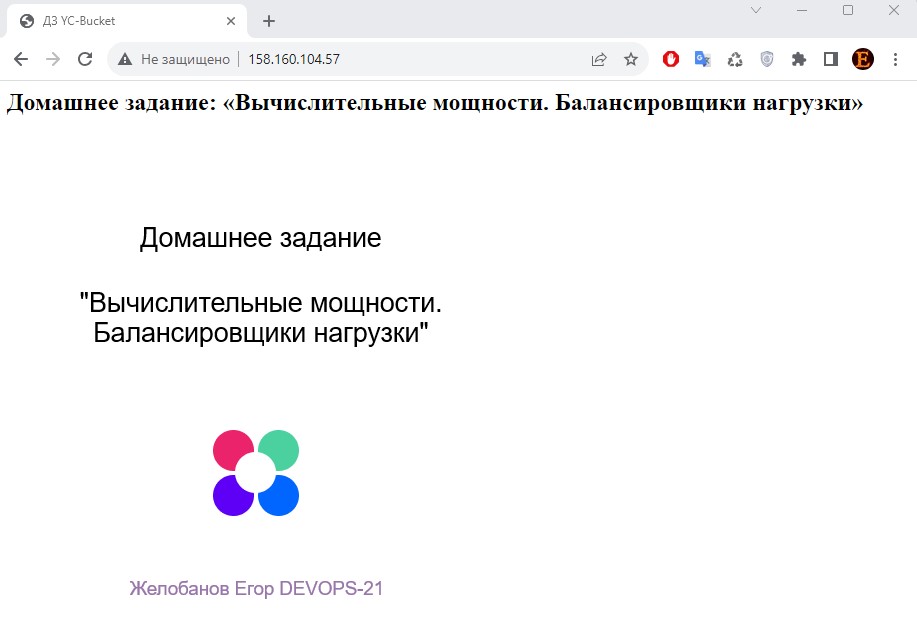 ДЗ YC-Bucket
Не защищено
158.160.104.57
E
Домашнее задание: «Вычислительные мощности. Балансировщики нагрузки»
Домашнее задание
"Вычислительные мощности.
Балансировщики нагрузки"
Желобанов Егор DEVOPS-21